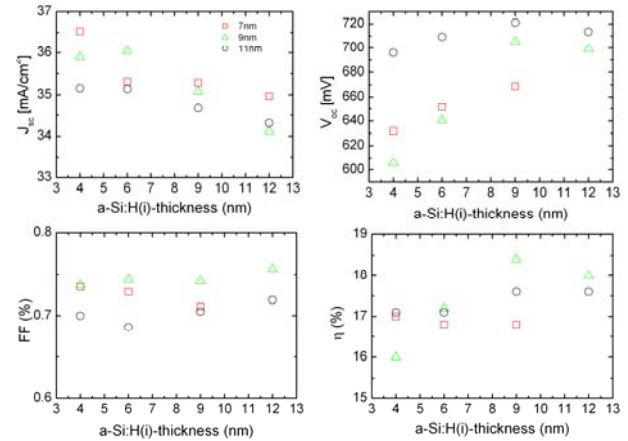 37
36
35
34
33
J_sc [mA/cm²]
7nm
9nm
11nm
3 4 5 6 7 8 9 10 11 12 13
a-Si:H(i)-thickness (nm)
720
700
680
660
640
620
600
V_oc [mV]
3 4 5 6 7 8 9 10 11 12 13
a-Si:H(i)-thickness (nm)
0.8
0.7
0.6
FF (%)
3 4 5 6 7 8 9 10 11 12 13
a-Si:H(i)-thickness (nm)
19
18
17
16
15
η (%)
3 4 5 6 7 8 9 10 11 12 13
a-Si:H(i)-thickness (nm)